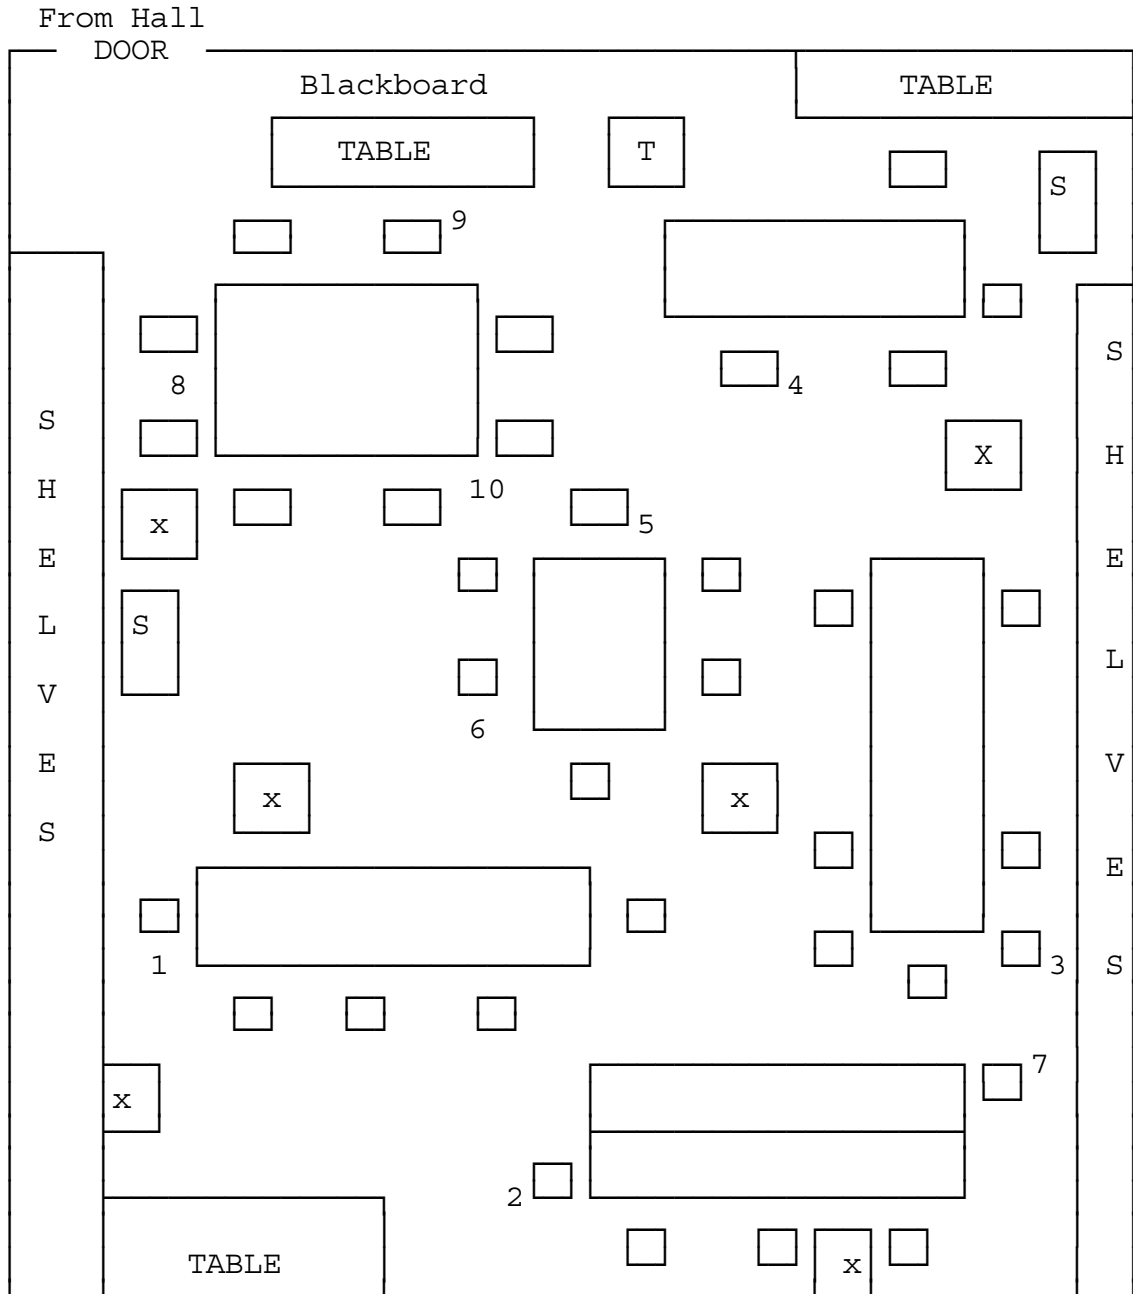 From Hall
DOOR
Blackboard
TABLE
TABLE
T
S
9
8
4
S
H
E
L
V
E
S
S
H
E
L
V
E
S
X
10
x
5
S
6
x
x
1
3
7
x
2
TABLE
x